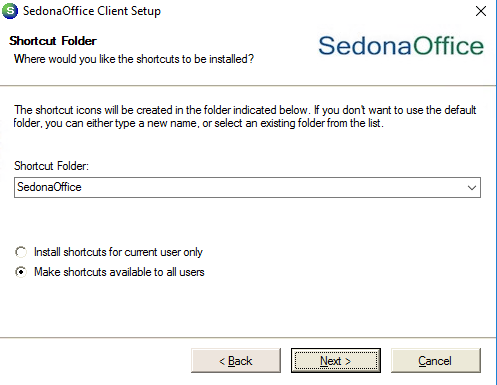 S SedonaOffice Client Setup
Shortcut Folder
Where would you like the shortcuts to be installed?
SedonaOffice
The shortcut icons will be created in the folder indicated below. If you don't want to use the default
folder, you can either type a new name, or select an existing folder from the list.
Shortcut Folder:
SedonaOffice
Install shortcuts for current user only
Make shortcuts available to all users
< Back
Next >
Cancel